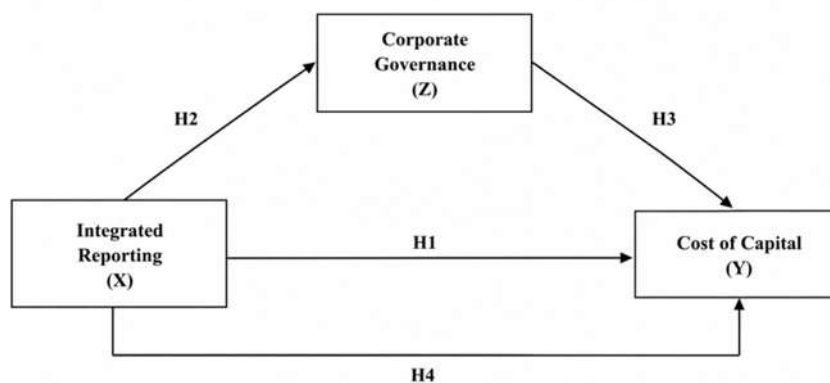 Corporate
Governance
(Z)
H2
H3
Integrated
Reporting
(X)
H1
Cost of Capital
(Y)
H4